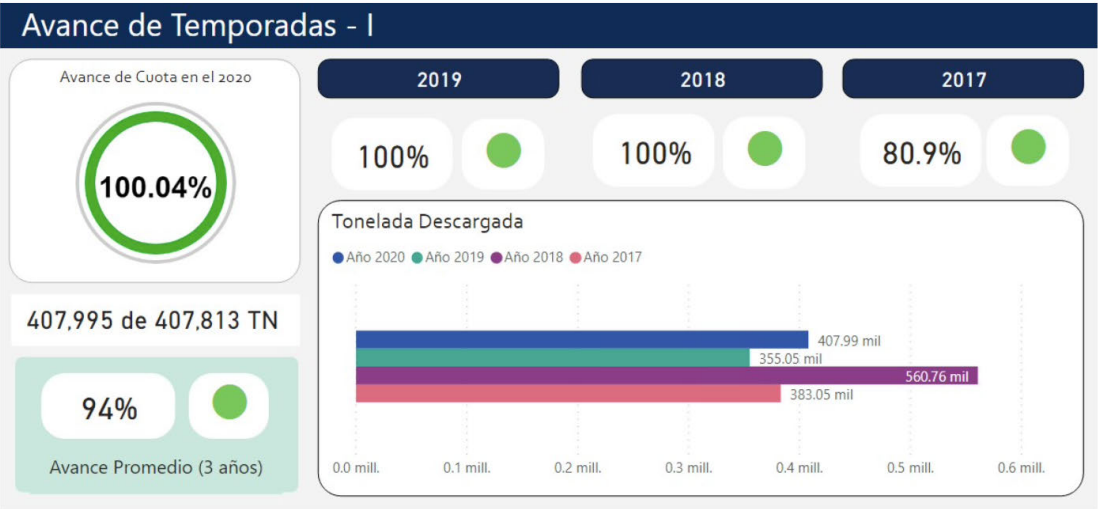 Avance de Temporadas - I
Avance de Cuota en el 2020
100.04%
407,995 de 407,813 TN
94%
Avance Promedio (3 años)
2019
2018
2017
100%
100%
80.9%
Tonelada Descargada
Año 2020 Año 2019 Año 2018 Año 2017
407.99 mil
355.05 mil
560.76 mil
383.05 mil
0.0 mill. 0.1 mill. 0.2 mill. 0.3 mill. 0.4 mill. 0.5 mill. 0.6 mill.